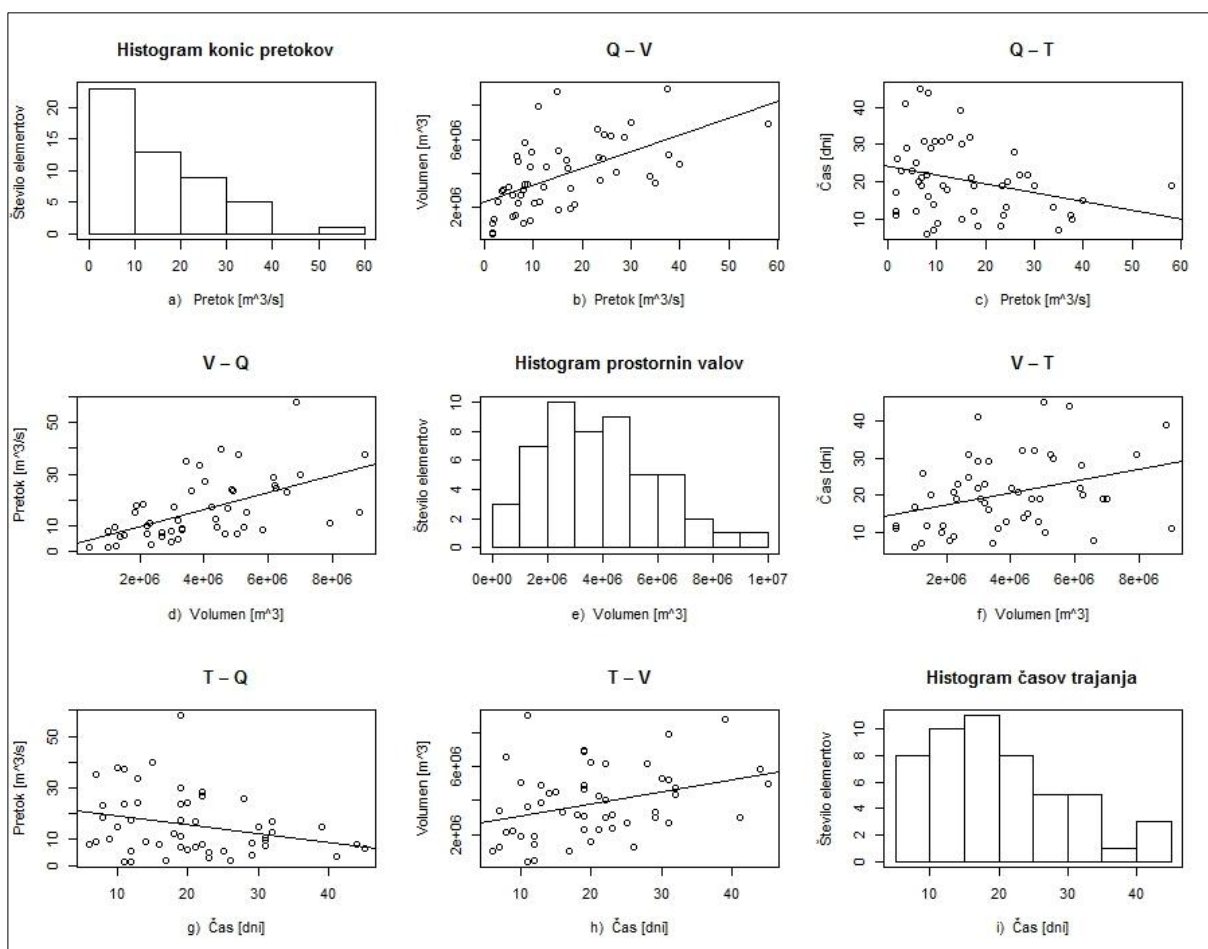 Histogram konic pretokov
Število elementov
0 5 10 15 20
0 10 20 30 40 50 60
a) Pretok [m^3/s]
Q – V
Volumen [m^3]
2e+06 6e+06
0 10 20 30 40 50 60
b) Pretok [m^3/s]
Q – T
Čas [dni]
10 20 30 40
0 10 20 30 40 50 60
c) Pretok [m^3/s]
V – Q
Pretok [m^3/s]
0 10 30 50
2e+06 4e+06 6e+06 8e+06
d) Volumen [m^3]
Histogram prostornin valov
Število elementov
0 2 4 6 8 10
0e+00 2e+06 4e+06 6e+06 8e+06 1e+07
e) Volumen [m^3]
V – T
Čas [dni]
10 20 30 40
2e+06 4e+06 6e+06 8e+06
f) Volumen [m^3]
T – Q
Pretok [m^3/s]
0 10 30 50
10 20 30 40
g) Čas [dni]
T – V
Volumen [m^3]
2e+06 6e+06
10 20 30 40
h) Čas [dni]
Histogram časov trajanja
Število elementov
0 2 4 6 8 10
10 20 30 40
i) Čas [dni]